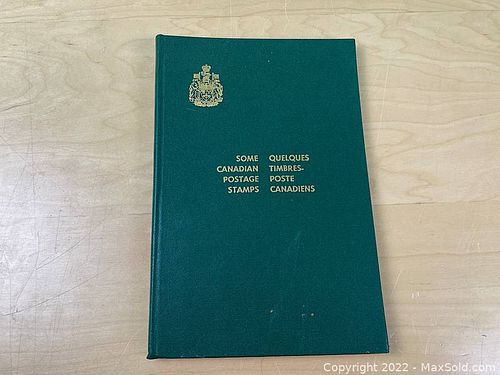 SOME QUELQUES
CANADIAN TIMBRES-
POSTAGE POSTE
STAMPS CANADIENS
Copyright 2022 - MaxSold.com